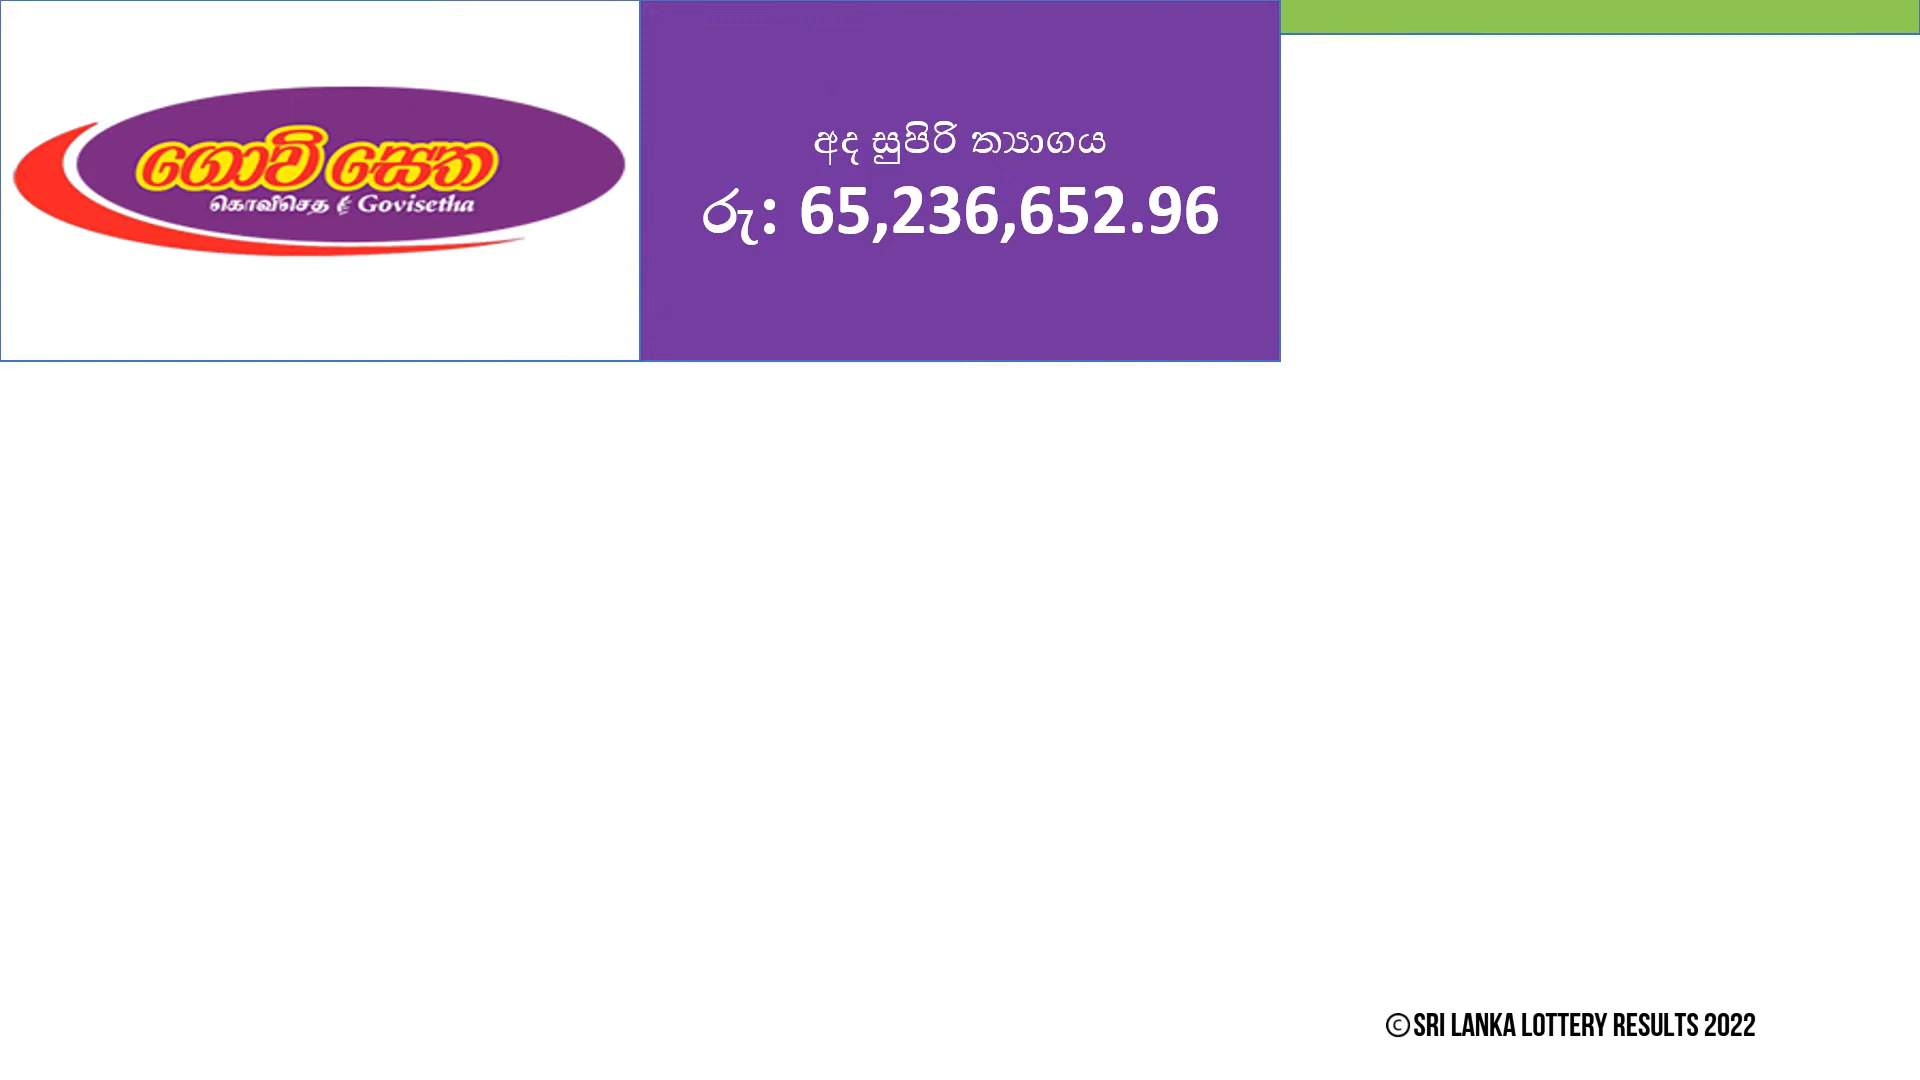 ගොවි සෙත
கொவிசெத Govisetha
අද සුපිරි ත්‍යාගය
රු: 65,236,652.96
© SRI LANKA LOTTERY RESULTS 2022